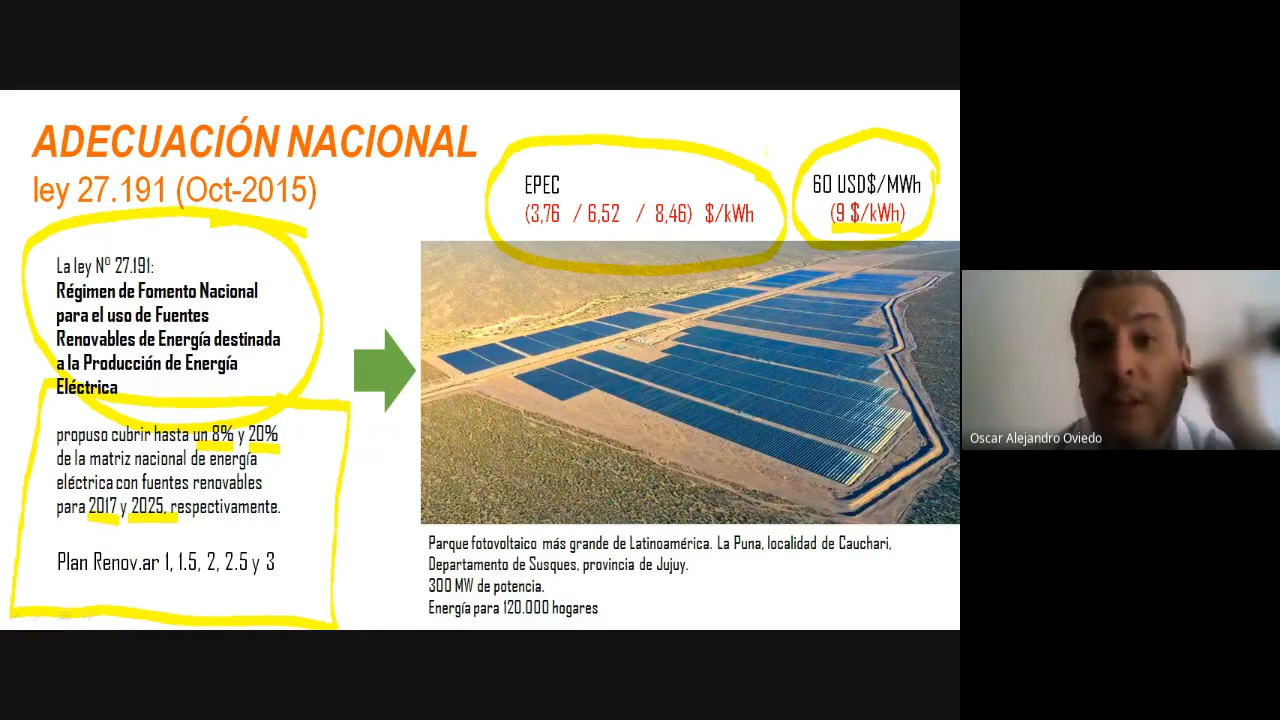 ADECUACIÓN NACIONAL
ley 27.191 (Oct-2015)
EPEC
(3,76 / 6,52 / 8,46) $/kWh
60 USD$/MWh
(9 $/kWh)
La ley Nº 27.191:
Régimen de Fomento Nacional
para el uso de Fuentes
Renovables de Energía destinada
a la Producción de Energía
Eléctrica
propuso cubrir hasta un 8% y 20%
de la matriz nacional de energía
eléctrica con fuentes renovables
para 2017 y 2025, respectivamente.
Plan Renov.ar 1, 1.5, 2, 2.5 y 3
Parque fotovoltaico más grande de Latinoamérica. La Puna, localidad de Cauchari,
Departamento de Susques, provincia de Jujuy.
300 MW de potencia.
Energía para 120.000 hogares
Oscar Alejandro Oviedo